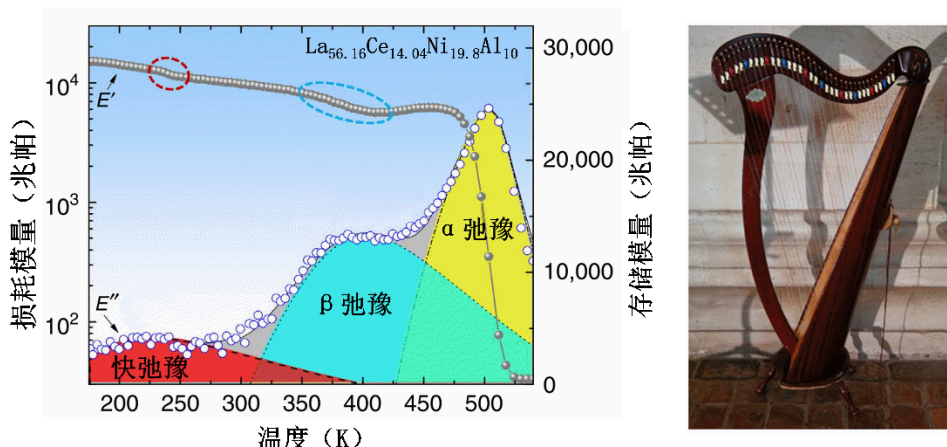 La56.16Ce14.04Ni19.8Al10
10⁴
10³
10²
损耗模量（兆帕）
E′
E″
快弛豫
β弛豫
α弛豫
30,000
20,000
10,000
0
存储模量（兆帕）
200 250 300 350 400 450 500
温度（K）